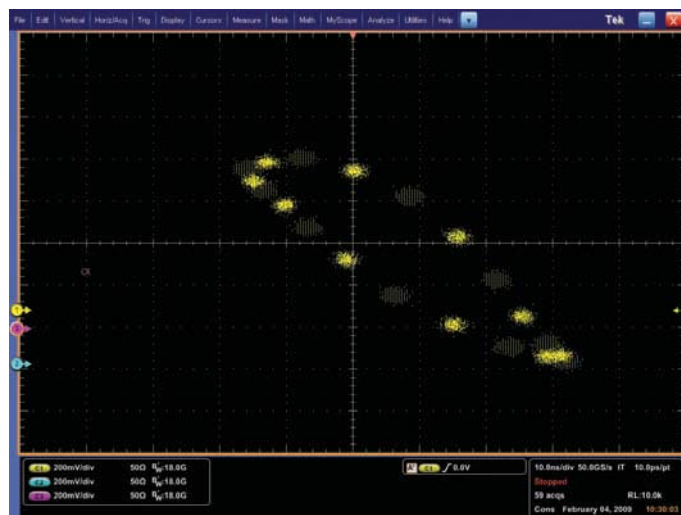 File Edit Vertical Horiz/Acq Trig Display Cursors Measure Mask Math MyScope Analyze Utilities Help Tek
1
3
2
C1 200mV/div 50Ω BW:18.0G
C2 200mV/div 50Ω BW:18.0G
C3 200mV/div 50Ω BW:18.0G
A' C1 0.0V
10.0ns/div 50.0GS/s IT 10.0ps/pt
Stopped
59 acqs RL:10.0k
Cons February 04, 2009 10:30:03